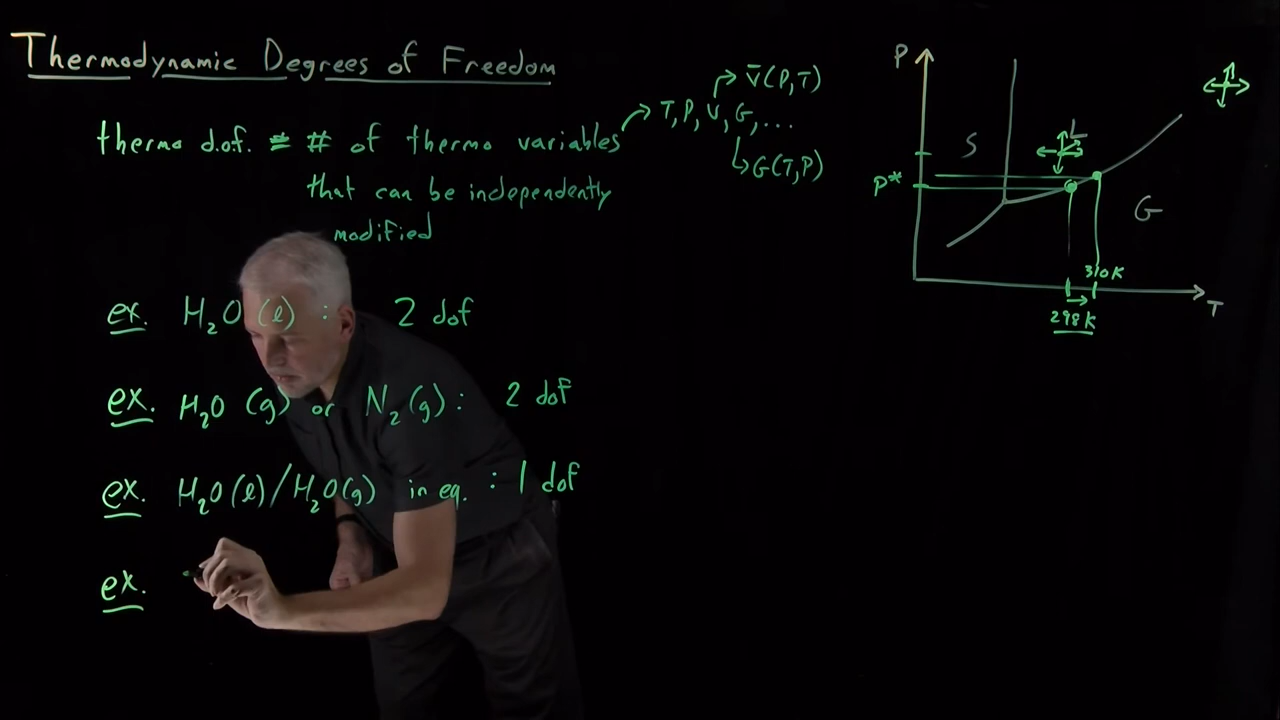 Thermodynamic Degrees of Freedom
thermo d.o.f. = # of thermo variables
that can be independently
modified
T, P, V, G, ...
V̄(P,T)
G(T,P)
ex. H₂O (l) : 2 dof
ex. H₂O (g) or N₂(g) : 2 dof
ex. H₂O(l)/H₂O(g) in eq. : 1 dof
ex.
P
S
L
P*
G
310 K
T
298 K